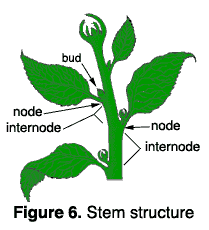 bud
node
internode
node
internode
Figure 6. Stem structure